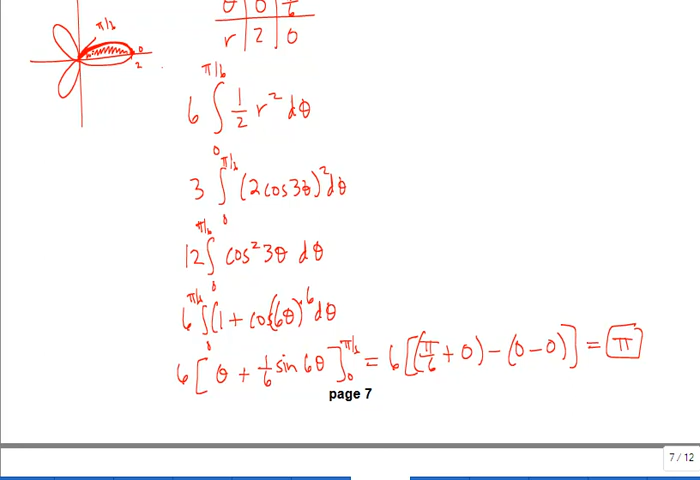 π/6
θ | 0 | π/6
r | 2 | 0
0
2
6 ∫₀^{π/6} 1/2 r² dθ
3 ∫₀^{π/6} (2cos3θ)² dθ
12 ∫₀^{π/6} cos² 3θ dθ
6 ∫₀^{π/6} (1 + cos(6θ)·6 dθ
6 [ θ + 1/6 sin 6θ ]₀^{π/6} = 6 [ (π/6 + 0) − (0 − 0) ] = π
page 7
7 / 12